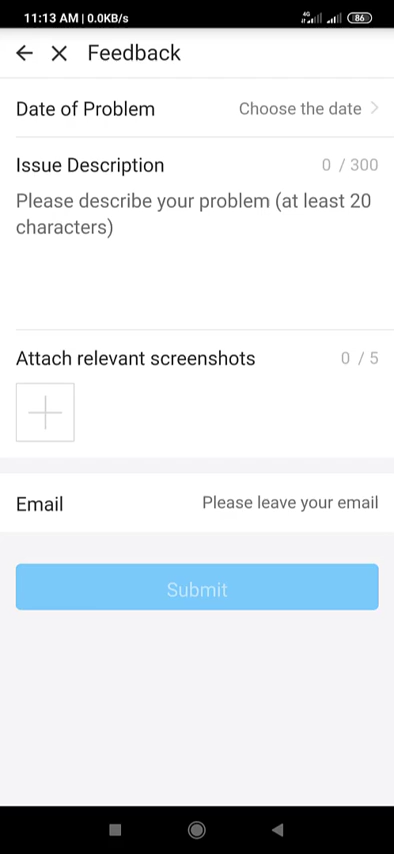 11:13 AM | 0.0KB/s 4G 86
Feedback
Date of Problem Choose the date
Issue Description 0 / 300
Please describe your problem (at least 20
characters)
Attach relevant screenshots 0 / 5
Email Please leave your email
Submit